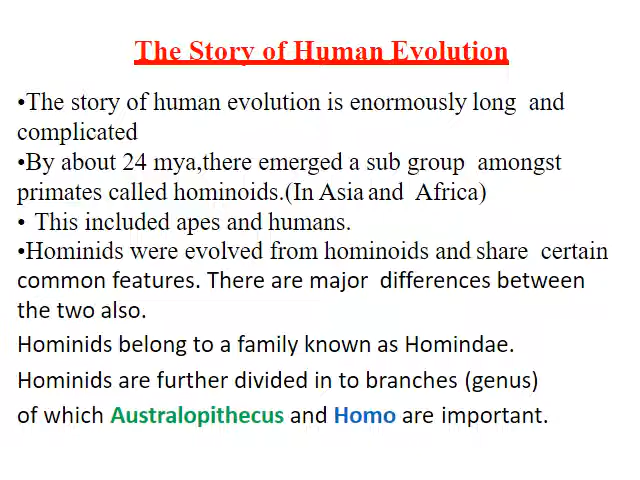 The Story of Human Evolution
•The story of human evolution is enormously long and
complicated
•By about 24 mya,there emerged a sub group amongst
primates called hominoids.(In Asia and Africa)
• This included apes and humans.
•Hominids were evolved from hominoids and share certain
common features. There are major differences between
the two also.
Hominids belong to a family known as Homindae.
Hominids are further divided in to branches (genus)
of which Australopithecus and Homo are important.